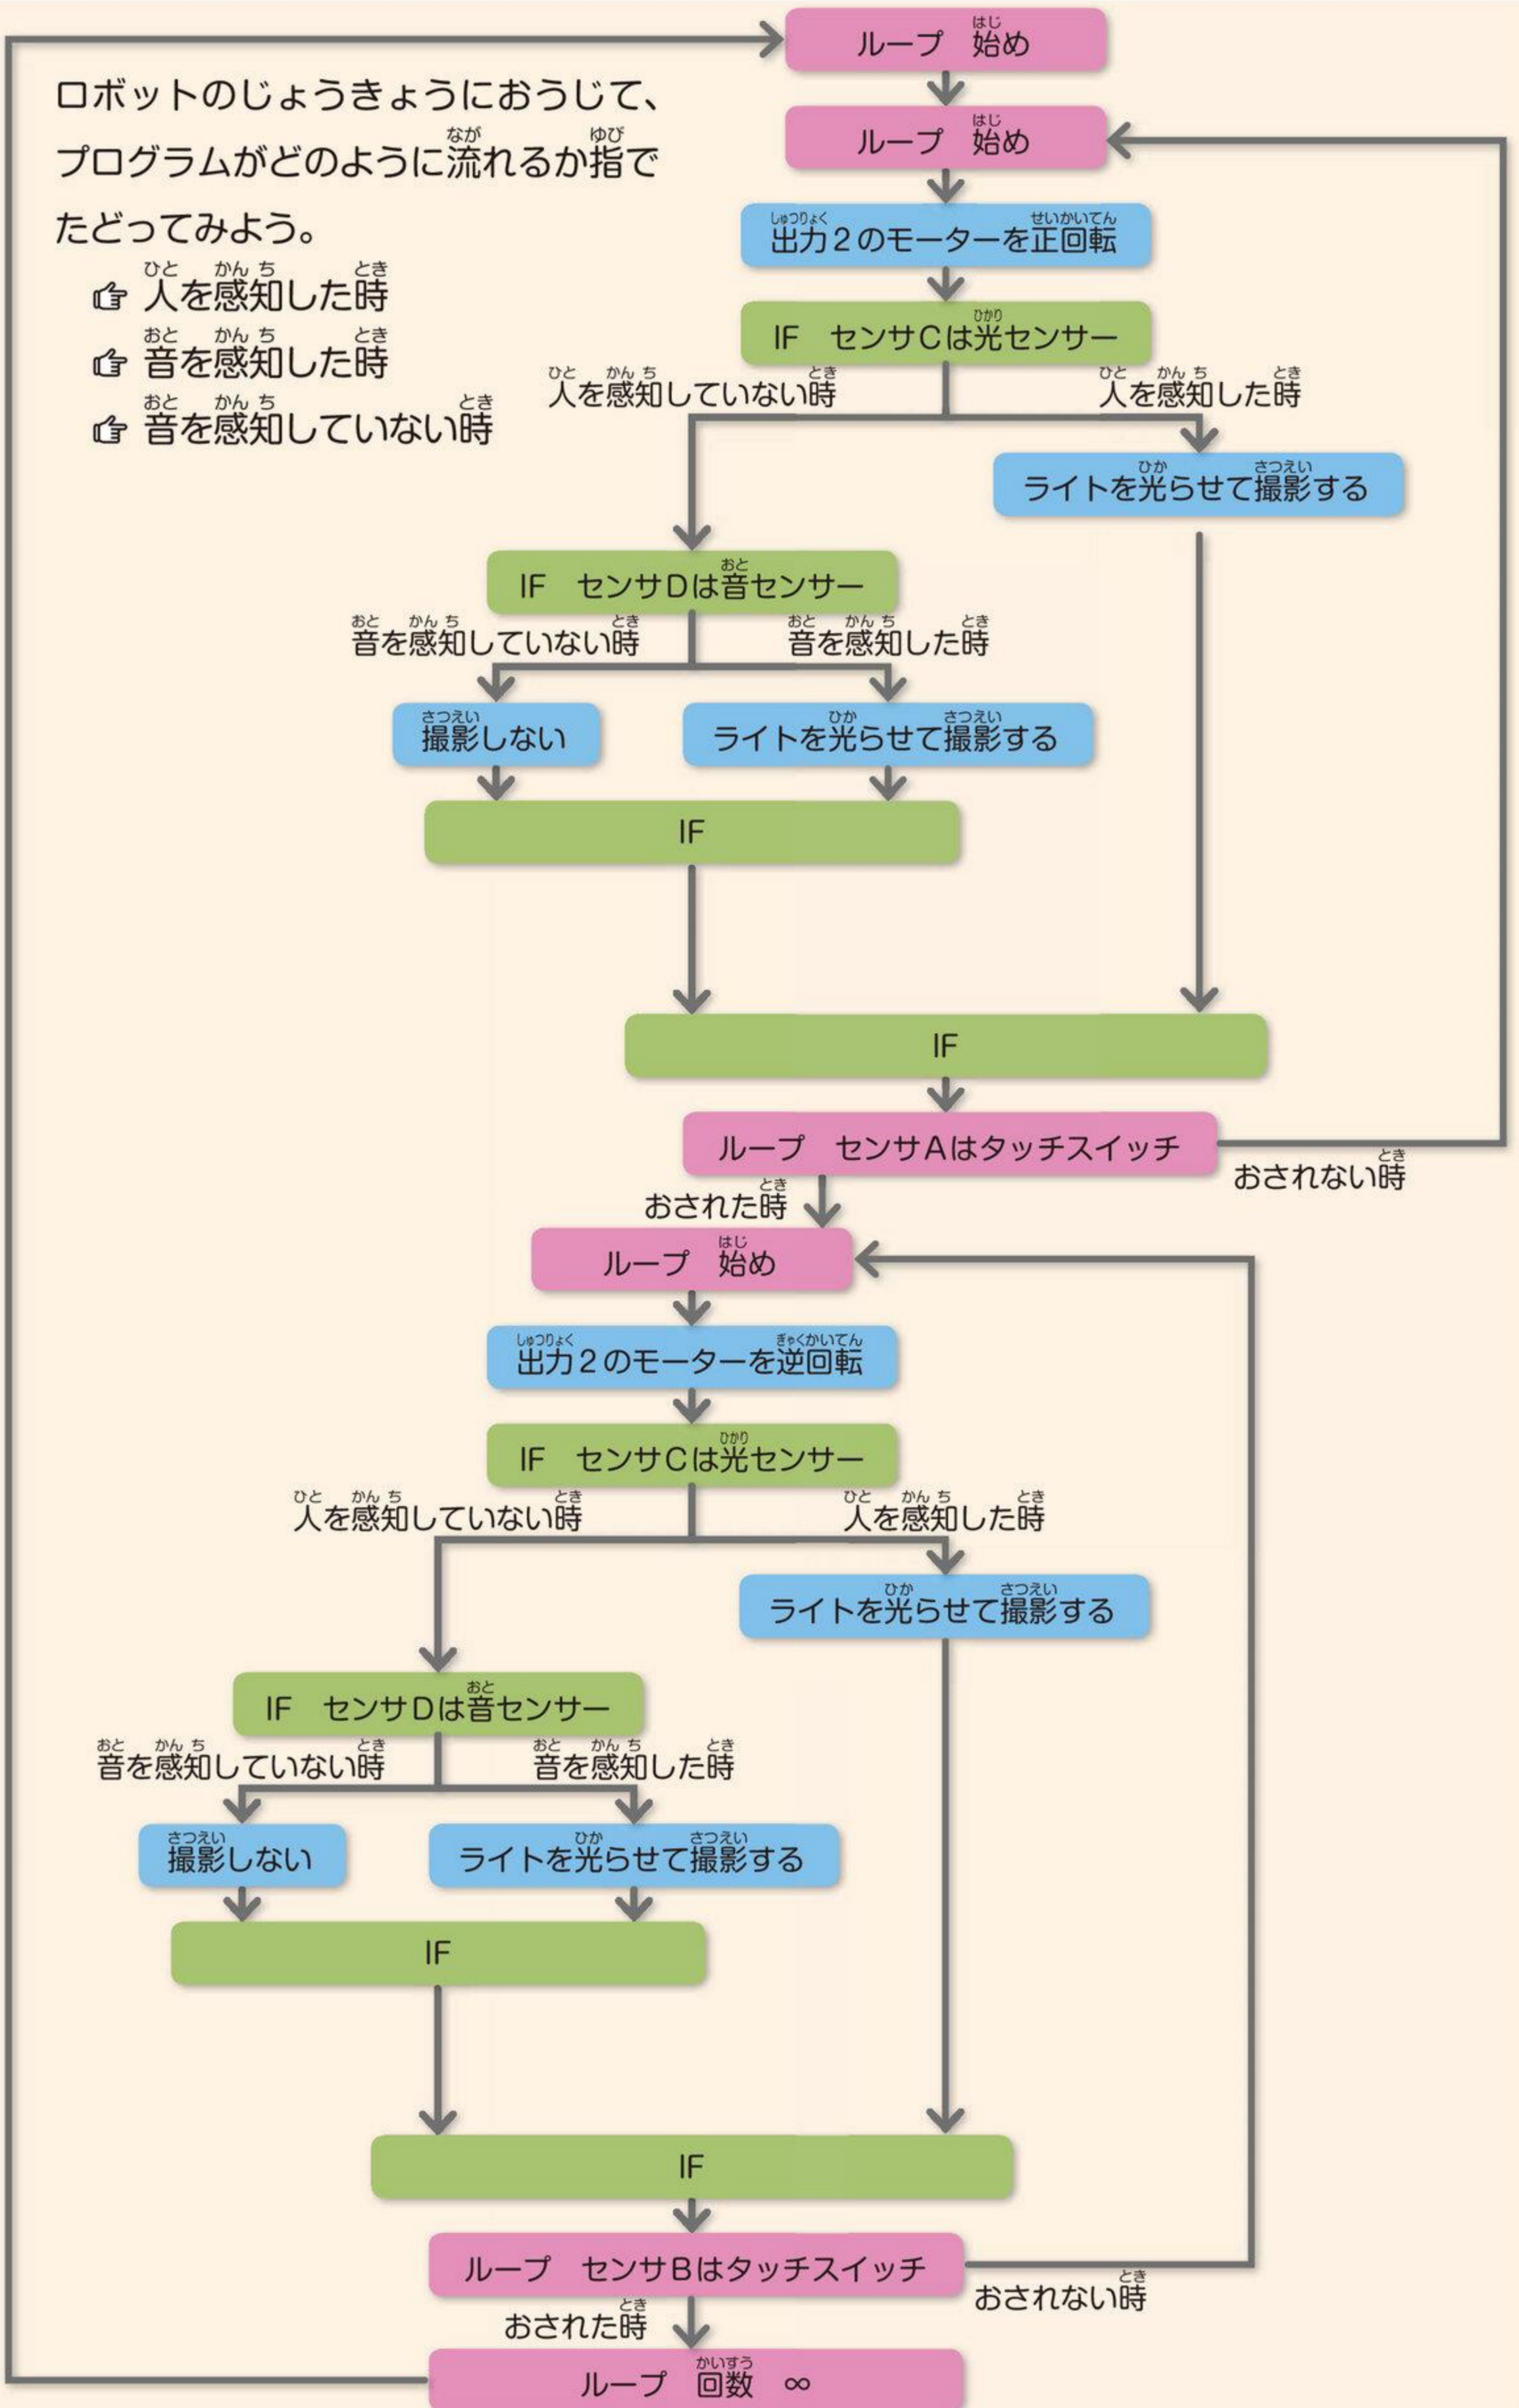 ループ 始め
ロボットのじょうきょうにおうじて、
プログラムがどのように流れるか指で
たどってみよう。
☞ 人を感知した時
☞ 音を感知した時
☞ 音を感知していない時
ループ 始め
出力2のモーターを正回転
IF センサCは光センサー
人を感知していない時
人を感知した時
ライトを光らせて撮影する
IF センサDは音センサー
音を感知していない時
音を感知した時
撮影しない
ライトを光らせて撮影する
IF
IF
ループ センサAはタッチスイッチ
おされない時
おされた時
ループ 始め
出力2のモーターを逆回転
IF センサCは光センサー
人を感知していない時
人を感知した時
ライトを光らせて撮影する
IF センサDは音センサー
音を感知していない時
音を感知した時
撮影しない
ライトを光らせて撮影する
IF
IF
ループ センサBはタッチスイッチ
おされない時
おされた時
ループ 回数 ∞